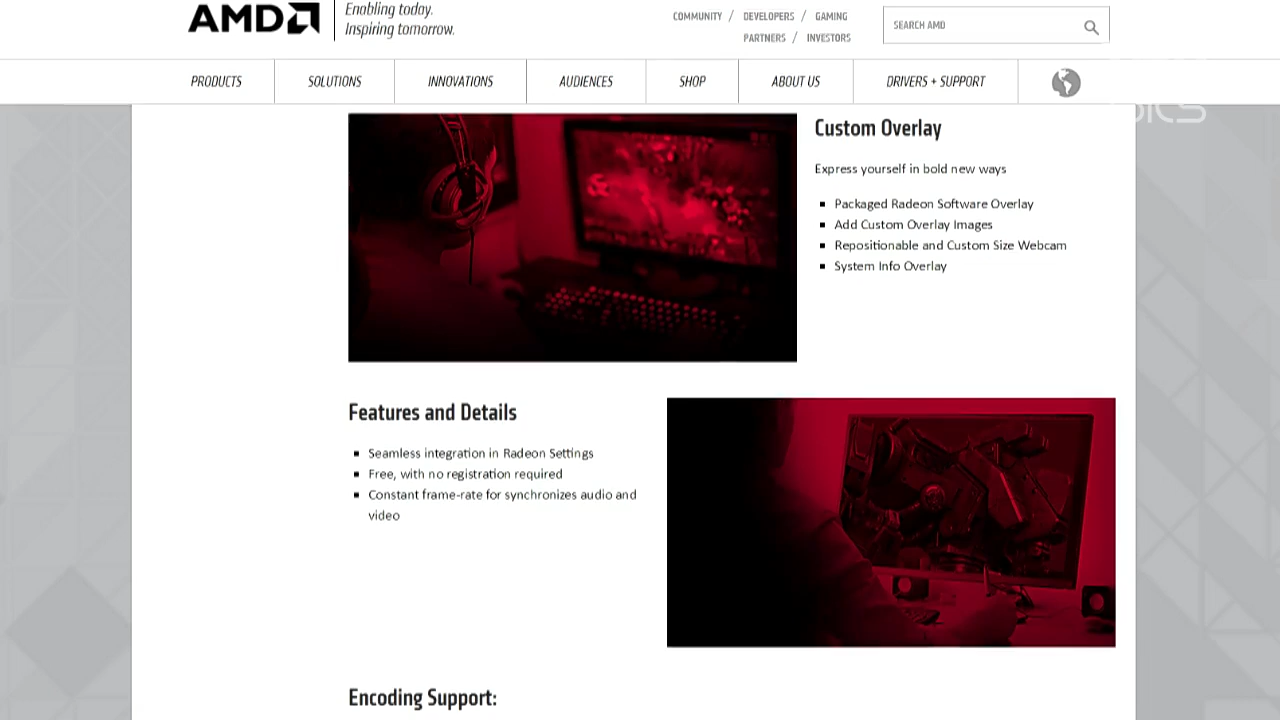 AMD
Enabling today.
Inspiring tomorrow.
COMMUNITY / DEVELOPERS / GAMING
PARTNERS / INVESTORS
SEARCH AMD
PRODUCTS SOLUTIONS INNOVATIONS AUDIENCES SHOP ABOUT US DRIVERS + SUPPORT
Custom Overlay
Express yourself in bold new ways
Packaged Radeon Software Overlay
Add Custom Overlay Images
Repositionable and Custom Size Webcam
System Info Overlay
Features and Details
Seamless integration in Radeon Settings
Free, with no registration required
Constant frame-rate for synchronizes audio and
video
Encoding Support: